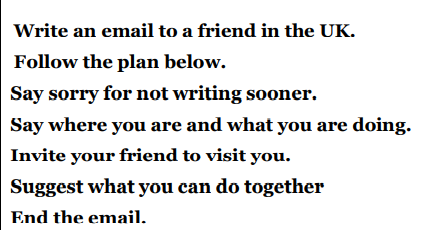 Write an email to a friend in the UK.
Follow the plan below.
Say sorry for not writing sooner.
Say where you are and what you are doing.
Invite your friend to visit you.
Suggest what you can do together
End the email.